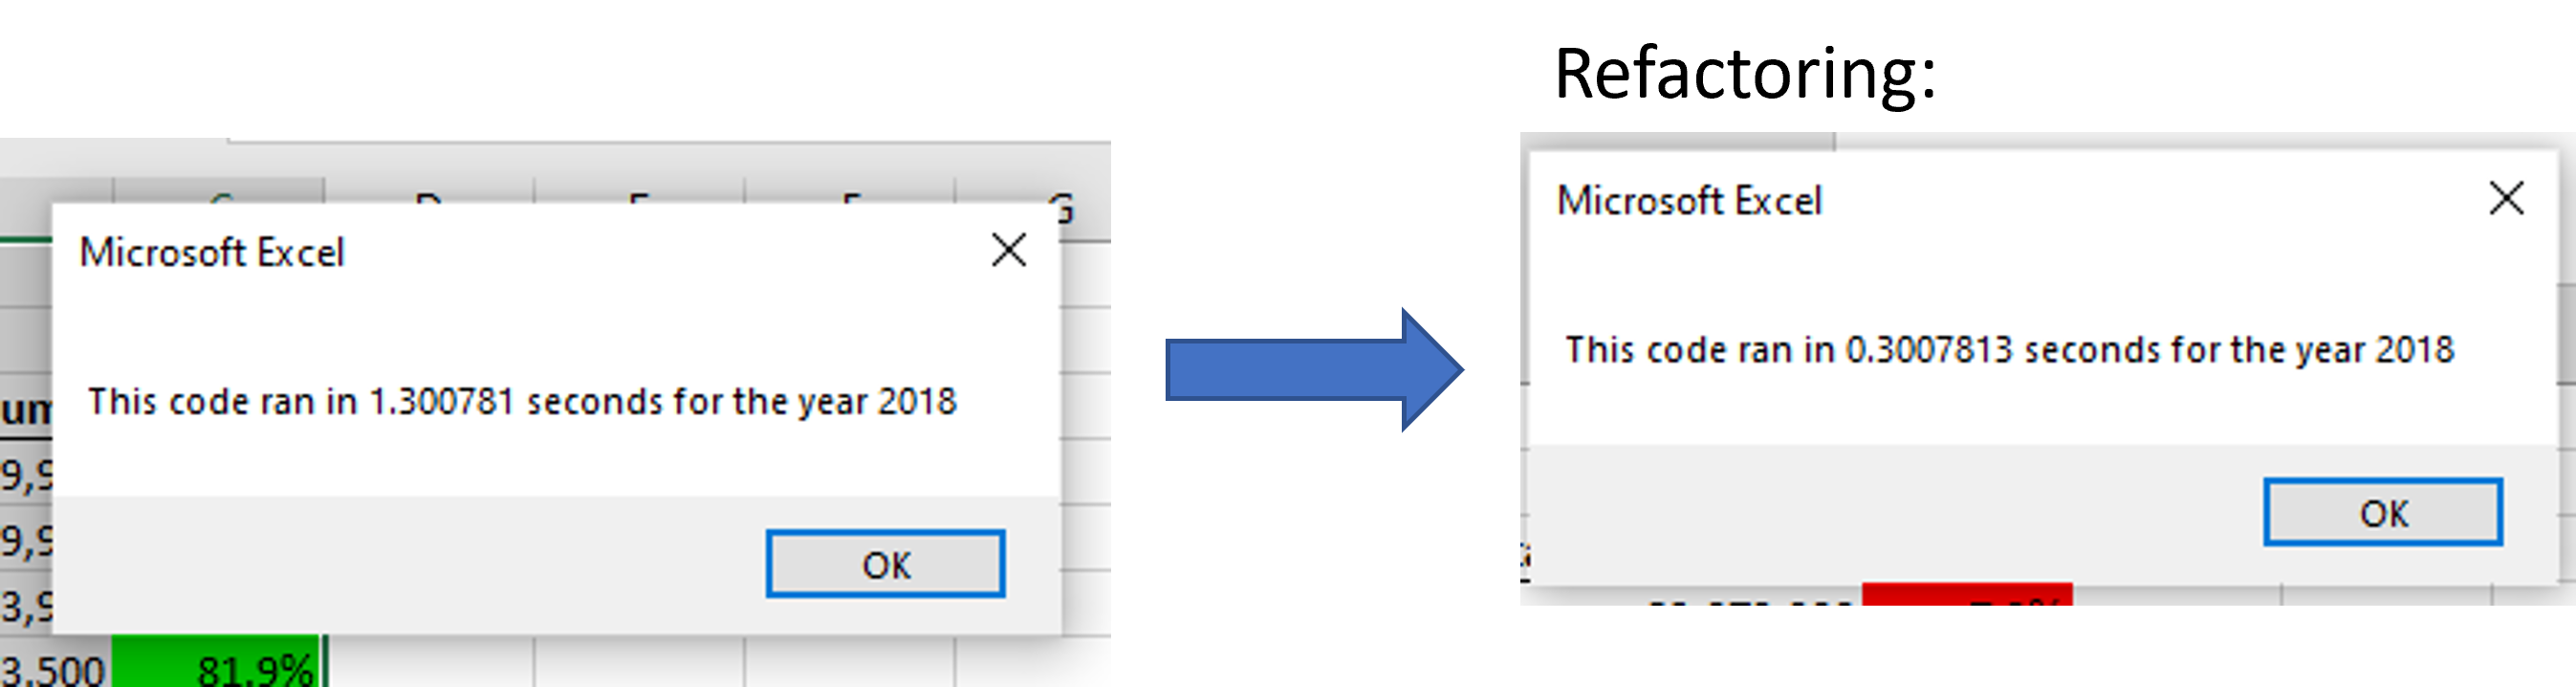 Refactoring:
G
Microsoft Excel
This code ran in 1.300781 seconds for the year 2018
OK
um
9,9
9,9
3,9
3,500
81.9%
Microsoft Excel
This code ran in 0.3007813 seconds for the year 2018
OK